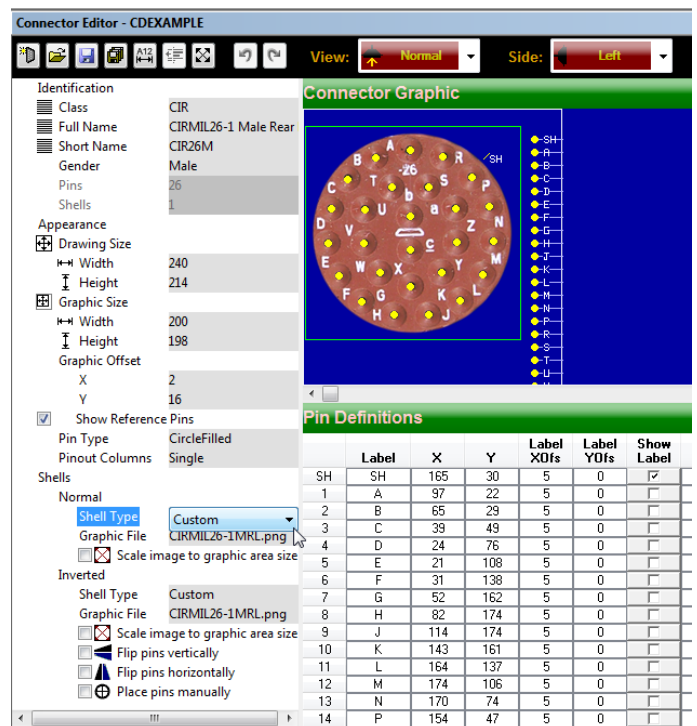 Connector Editor - CDEXAMPLE
A12
View: Normal Side: Left
Identification
Class CIR
Full Name CIRMIL26-1 Male Rear
Short Name CIR26M
Gender Male
Pins 26
Shells 1
Appearance
Drawing Size
Width 240
Height 214
Graphic Size
Width 200
Height 198
Graphic Offset
X 2
Y 16
Show Reference Pins
Pin Type CircleFilled
Pinout Columns Single
Shells
Normal
Shell Type Custom
Graphic File CIRMIL26-1MRL.png
Scale image to graphic area size
Inverted
Shell Type Custom
Graphic File CIRMIL26-1MRL.png
Scale image to graphic area size
Flip pins vertically
Flip pins horizontally
Place pins manually
Connector Graphic
A
B R SH
-26
C T b S P
D U a N
V Z
c
E W X Y M
F G K L
H J
SH
A
B
C
D
E
F
G
H
J
K
L
M
N
P
R
S
T
U
Pin Definitions
Label X Y Label XOfs Label YOfs Show Label
SH SH 165 30 5 0
1 A 97 22 5 0
2 B 65 29 5 0
3 C 39 49 5 0
4 D 24 76 5 0
5 E 21 108 5 0
6 F 31 138 5 0
7 G 52 162 5 0
8 H 82 174 5 0
9 J 114 174 5 0
10 K 143 161 5 0
11 L 164 137 5 0
12 M 174 106 5 0
13 N 170 74 5 0
14 P 154 47 5 0